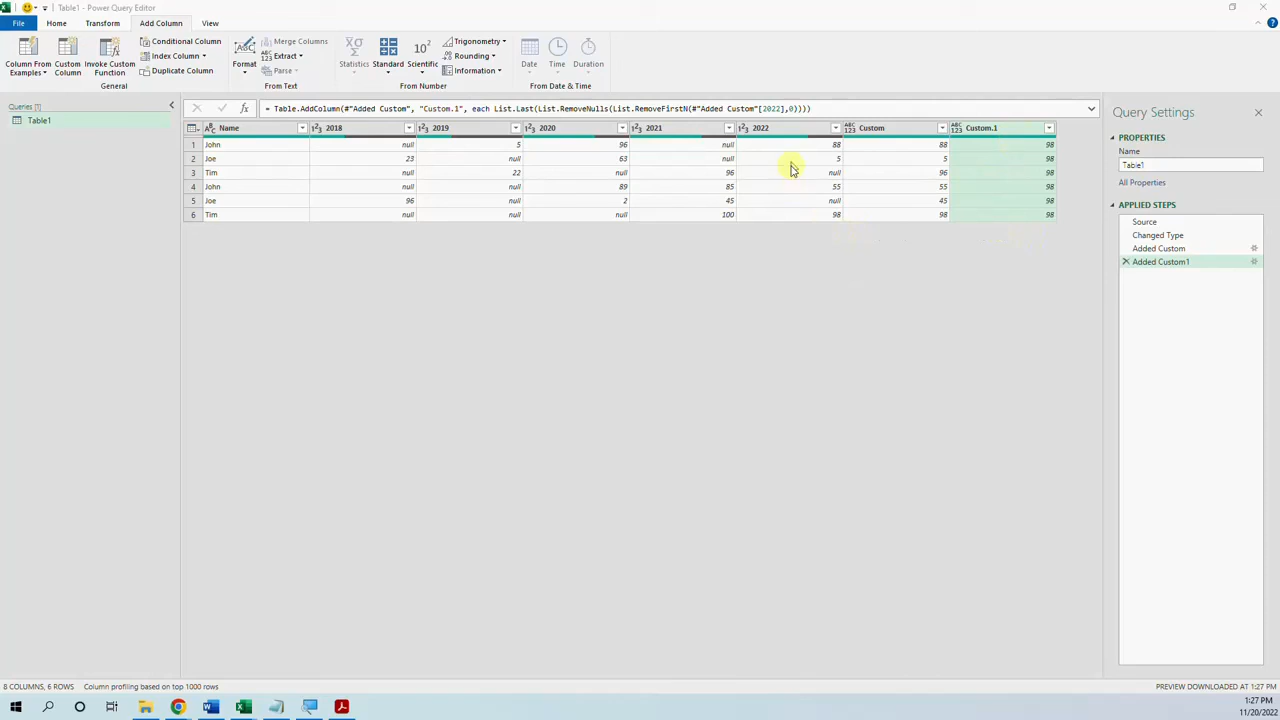 Table1 - Power Query Editor
File Home Transform Add Column View
Column From Examples
Custom Column
Invoke Custom Function
Conditional Column
Index Column
Duplicate Column
General
Format
Merge Columns
Extract
Parse
From Text
Statistics
Standard
Scientific
Trigonometry
Rounding
Information
From Number
Date
Time
Duration
From Date & Time
Queries [1]
Table1
= Table.AddColumn(#"Added Custom", "Custom.1", each List.Last(List.RemoveNulls(List.RemoveFirstN(#"Added Custom"[2022],0))))
Name 2018 2019 2020 2021 2022 Custom Custom.1
1 John null 5 96 null 88 88 98
2 Joe 23 null 63 null 5 5 98
3 Tim null 22 null 96 null 96 98
4 John null null 89 85 55 55 98
5 Joe 96 null 2 45 null 45 98
6 Tim null null null 100 98 98 98
Query Settings
PROPERTIES
Name
Table1
All Properties
APPLIED STEPS
Source
Changed Type
Added Custom
Added Custom1
8 COLUMNS, 6 ROWS Column profiling based on top 1000 rows
PREVIEW DOWNLOADED AT 1:27 PM
1:27 PM
11/20/2022